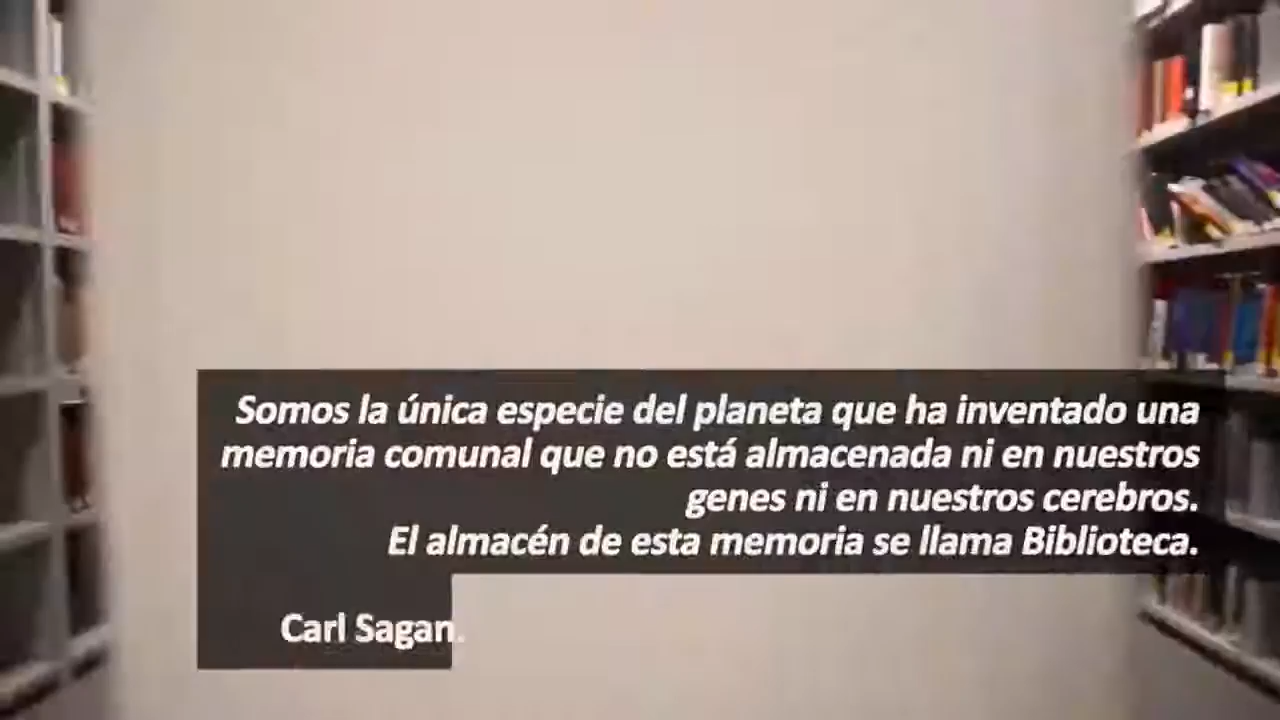 Somos la única especie del planeta que ha inventado una
memoria comunal que no está almacenada ni en nuestros
genes ni en nuestros cerebros.
El almacén de esta memoria se llama Biblioteca.
Carl Sagan.